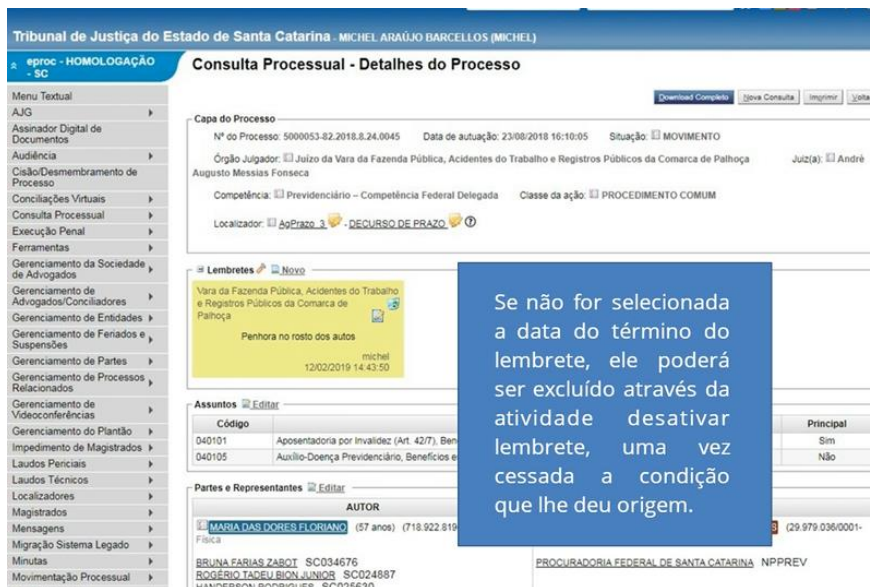 Tribunal de Justiça do Estado de Santa Catarina - MICHEL ARAÚJO BARCELLOS (MICHEL)
eproc - HOMOLOGAÇÃO
- SC
Menu Textual
AJG
Assinador Digital de
Documentos
Audiência
Cisão/Desmembramento de
Processo
Conciliações Virtuais
Consulta Processual
Execução Penal
Ferramentas
Gerenciamento da Sociedade
de Advogados
Gerenciamento de
Advogados/Conciliadores
Gerenciamento de Entidades
Gerenciamento de Feriados e
Suspensões
Gerenciamento de Partes
Gerenciamento de Processos
Relacionados
Gerenciamento de
Videoconferências
Gerenciamento do Plantão
Impedimento de Magistrados
Laudos Periciais
Laudos Técnicos
Localizadores
Magistrados
Mensagens
Migração Sistema Legado
Minutas
Movimentação Processual
Consulta Processual - Detalhes do Processo
Download Completo Nova Consulta Imprimir Volta
Capa do Processo
Nº do Processo: 5000053-82.2018.8.24.0045 Data de autuação: 23/08/2018 16:10:05 Situação: MOVIMENTO
Órgão Julgador: Juízo da Vara da Fazenda Pública, Acidentes do Trabalho e Registros Públicos da Comarca de Palhoça Juiz(a): André
Augusto Messias Fonseca
Competência: Previdenciário – Competência Federal Delegada Classe da ação: PROCEDIMENTO COMUM
Localizador: AgPrazo_3 - DECURSO DE PRAZO
Lembretes Novo
Vara da Fazenda Pública, Acidentes do Trabalho
e Registros Públicos da Comarca de
Palhoça
Penhora no rosto dos autos
michel
12/02/2019 14:43:50
Se não for selecionada
a data do término do
lembrete, ele poderá
ser excluído através da
atividade desativar
lembrete, uma vez
cessada a condição
que lhe deu origem.
Assuntos Editar
Código Principal
040101 Aposentadoria por Invalidez (Art. 42/7), Ben Sim
040105 Auxílio-Doença Previdenciário, Benefícios e Não
Partes e Representantes Editar
AUTOR
MARIA DAS DORES FLORIANO (57 anos) (718.922.819 S (29.979.036/0001-
Física
BRUNA FARIAS ZABOT SC034676 PROCURADORIA FEDERAL DE SANTA CATARINA NPPREV
ROGÉRIO TADEU BION JUNIOR SC024887
HANDERSON RODRIGUES SC025630